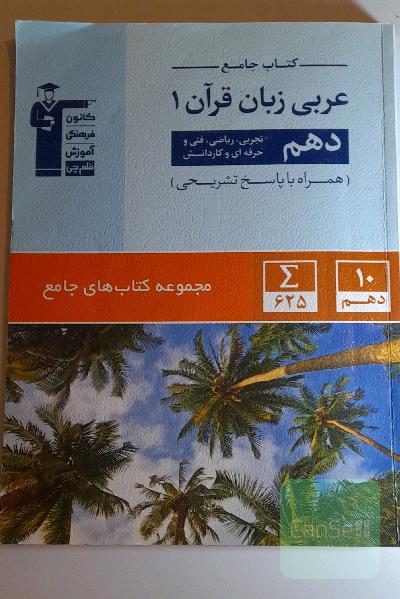 کتاب جامع
عربی زبان قرآن ۱
دهم
تجربی، ریاضی، فنی و
حرفه ای و کاردانش
(همراه با پاسخ تشریحی)
کانون
فرهنگی
آموزش
قلم چی
مجموعه کتاب های جامع
Σ
۶۲۵
۱۰
دهم
CanSell